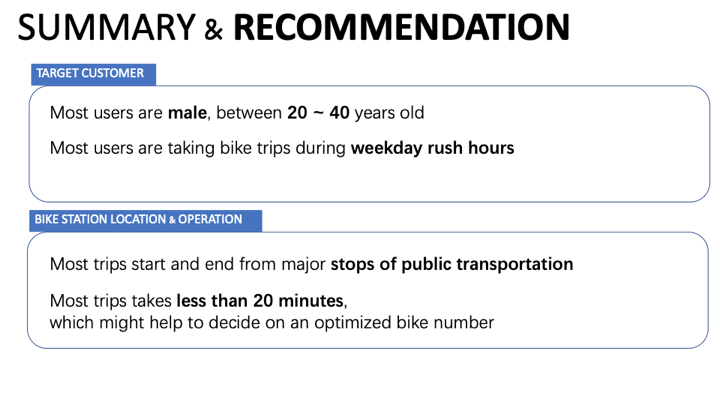 SUMMARY & RECOMMENDATION
TARGET CUSTOMER
Most users are male, between 20 ~ 40 years old
Most users are taking bike trips during weekday rush hours
BIKE STATION LOCATION & OPERATION
Most trips start and end from major stops of public transportation
Most trips takes less than 20 minutes,
which might help to decide on an optimized bike number